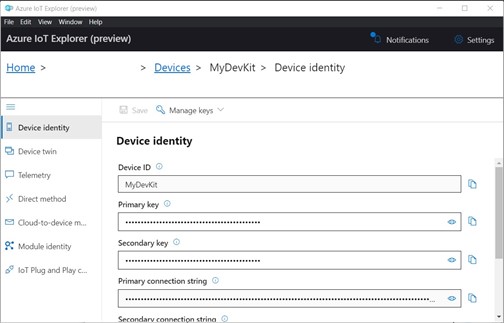 Azure IoT Explorer (preview)
File Edit View Window Help
Azure IoT Explorer (preview)
Notifications
Settings
Home > > Devices > MyDevKit > Device identity
Save
Manage keys
Device identity
Device twin
Telemetry
Direct method
Cloud-to-device m...
Module identity
IoT Plug and Play c...
Device identity
Device ID
MyDevKit
Primary key
••••••••••••••••••••••••••••••••••••••••••••
Secondary key
••••••••••••••••••••••••••••••••••••••••••••
Primary connection string
••••••••••••••••••••••••••••••••••••••••••••••••••••••••••••••••••••••••••••••••••••••••••••••••••...
Secondary connection string